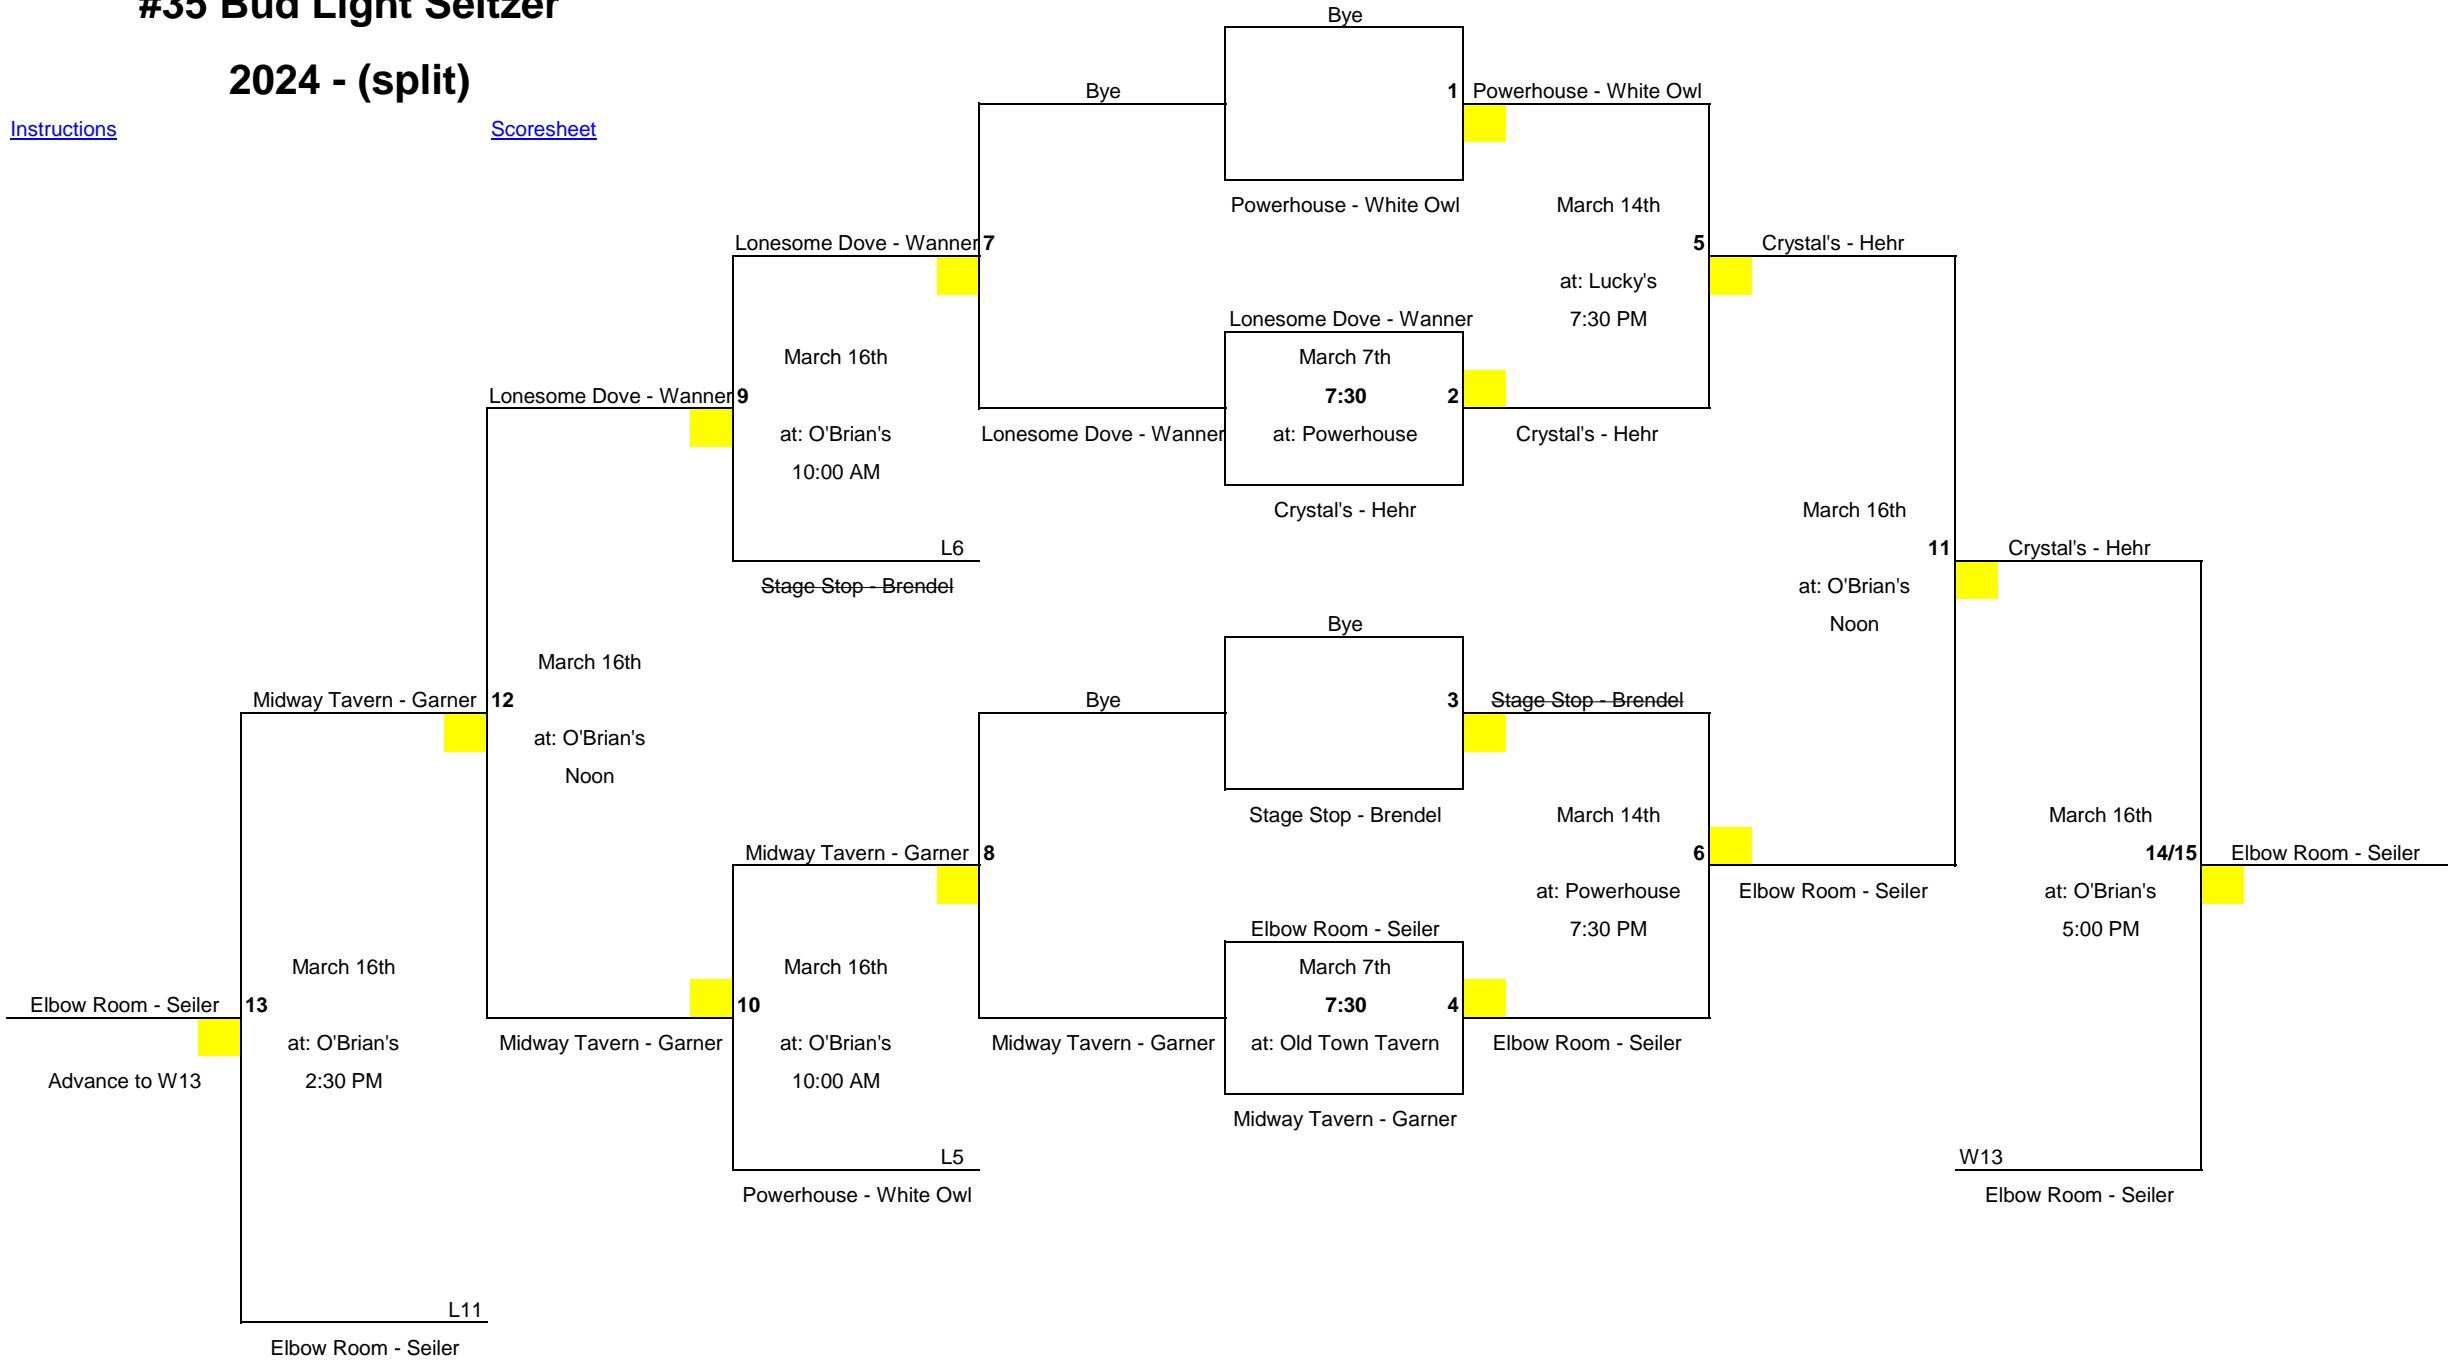 #35 Bud Light Seltzer
Bye
2024 - (split)
Bye
1
Powerhouse - White Owl
Instructions
Scoresheet
Powerhouse - White Owl
March 14th
Lonesome Dove - Wanner
7
5
Crystal's - Hehr
at: Lucky's
Lonesome Dove - Wanner
7:30 PM
March 16th
March 7th
Lonesome Dove - Wanner
9
7:30
2
at: O'Brian's
Lonesome Dove - Wanner
at: Powerhouse
Crystal's - Hehr
10:00 AM
Crystal's - Hehr
March 16th
L6
11
Crystal's - Hehr
Stage Stop - Brendel
at: O'Brian's
Bye
Noon
March 16th
Midway Tavern - Garner
12
Bye
3
Stage Stop - Brendel
at: O'Brian's
Noon
Stage Stop - Brendel
March 14th
March 16th
Midway Tavern - Garner
8
6
14/15
Elbow Room - Seiler
at: Powerhouse
Elbow Room - Seiler
at: O'Brian's
Elbow Room - Seiler
7:30 PM
5:00 PM
March 16th
March 16th
March 7th
Elbow Room - Seiler
13
10
7:30
4
at: O'Brian's
Midway Tavern - Garner
at: O'Brian's
Midway Tavern - Garner
at: Old Town Tavern
Elbow Room - Seiler
Advance to W13
2:30 PM
10:00 AM
Midway Tavern - Garner
L5
W13
Powerhouse - White Owl
Elbow Room - Seiler
L11
Elbow Room - Seiler